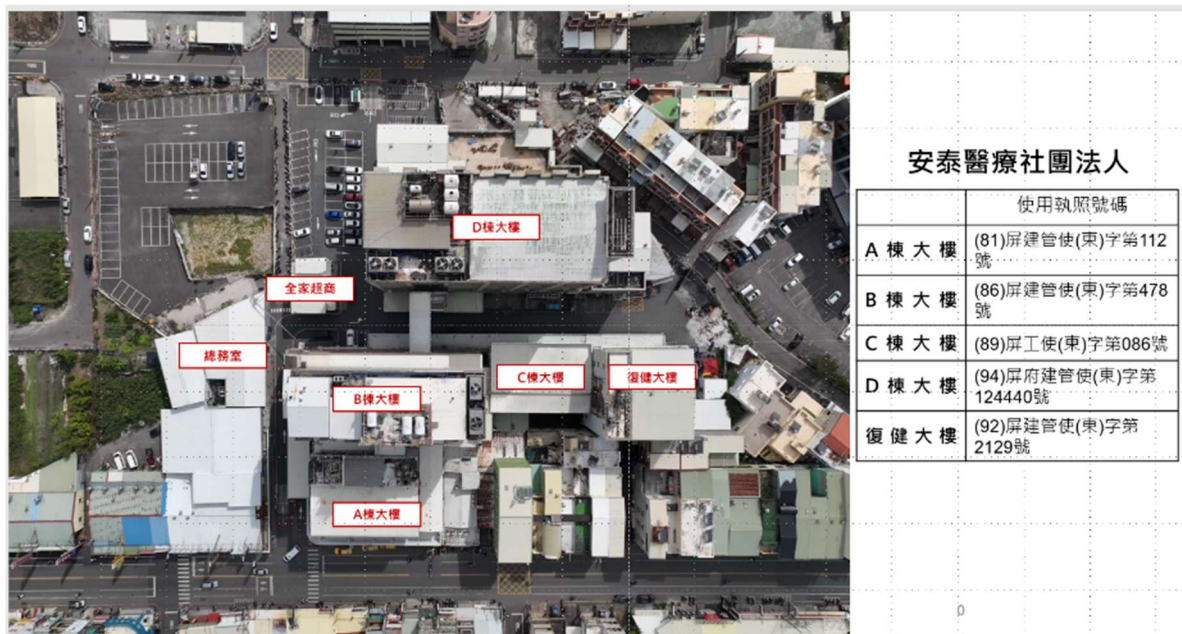 D棟大樓
全家超商
總務室
C棟大樓
復健大樓
B棟大樓
A棟大樓
安泰醫療社團法人
使用執照號碼
A棟大樓
(81)屏建管使(東)字第112
號
B棟大樓
(86)屏建管使(東)字第478
號
C棟大樓
(89)屏工使(東)字第086號
D棟大樓
(94)屏府建管使(東)字第
124440號
復健大樓
(92)屏建管使(東)字第
2129號
0